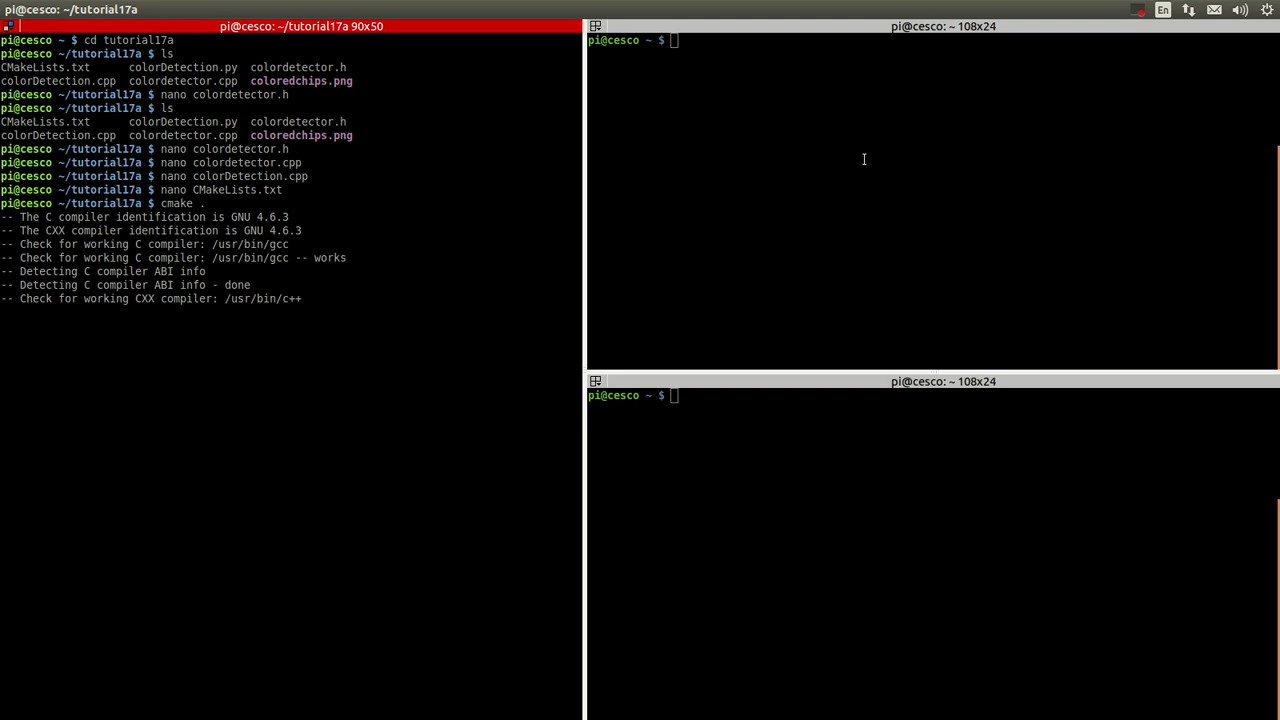 pi@cesco: ~/tutorial17a
En
pi@cesco: ~/tutorial17a 90x50
pi@cesco ~ $ cd tutorial17a
pi@cesco ~/tutorial17a $ ls
CMakeLists.txt      colorDetection.py  colordetector.h
colorDetection.cpp  colordetector.cpp  coloredchips.png
pi@cesco ~/tutorial17a $ nano colordetector.h
pi@cesco ~/tutorial17a $ ls
CMakeLists.txt      colorDetection.py  colordetector.h
colorDetection.cpp  colordetector.cpp  coloredchips.png
pi@cesco ~/tutorial17a $ nano colordetector.h
pi@cesco ~/tutorial17a $ nano colordetector.cpp
pi@cesco ~/tutorial17a $ nano colorDetection.cpp
pi@cesco ~/tutorial17a $ nano CMakeLists.txt
pi@cesco ~/tutorial17a $ cmake .
-- The C compiler identification is GNU 4.6.3
-- The CXX compiler identification is GNU 4.6.3
-- Check for working C compiler: /usr/bin/gcc
-- Check for working C compiler: /usr/bin/gcc -- works
-- Detecting C compiler ABI info
-- Detecting C compiler ABI info - done
-- Check for working CXX compiler: /usr/bin/c++
pi@cesco: ~ 108x24
pi@cesco ~ $
pi@cesco: ~ 108x24
pi@cesco ~ $